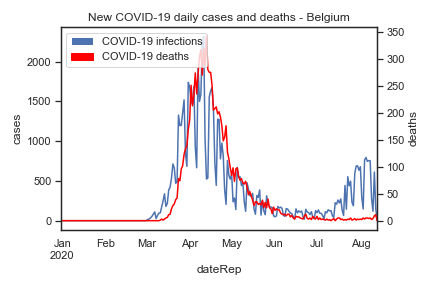 New COVID-19 daily cases and deaths - Belgium
COVID-19 infections
COVID-19 deaths
cases
2000
1500
1000
500
0
deaths
350
300
250
200
150
100
50
0
Jan Feb Mar Apr May Jun Jul Aug
2020
dateRep